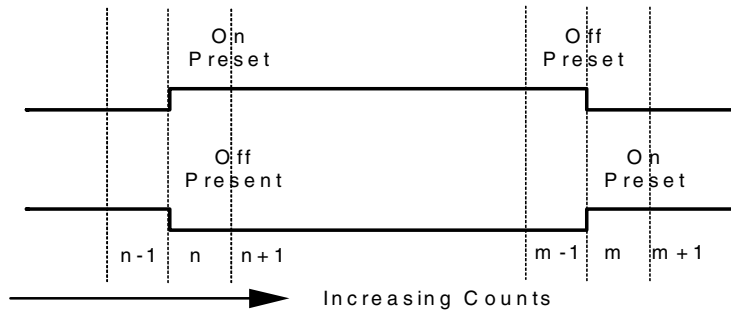 On
Preset
Off
Preset
Off
Present
On
Preset
n-1 n n+1 m-1 m m+1
Increasing Counts